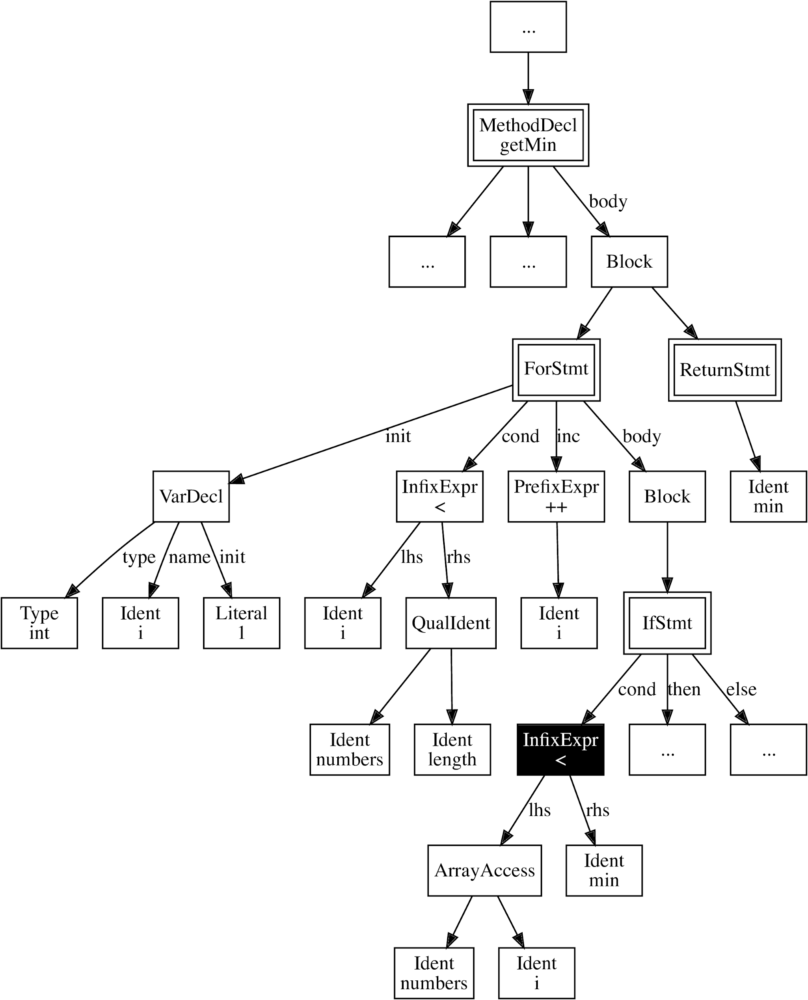 ...
MethodDecl
getMin
body
...
...
Block
ForStmt
ReturnStmt
init
cond
inc
body
VarDecl
InfixExpr
<
PrefixExpr
++
Block
Ident
min
type
name
init
lhs
rhs
Type
int
Ident
i
Literal
1
Ident
i
QualIdent
Ident
i
IfStmt
cond
then
else
Ident
numbers
Ident
length
InfixExpr
<
...
...
lhs
rhs
ArrayAccess
Ident
min
Ident
numbers
Ident
i